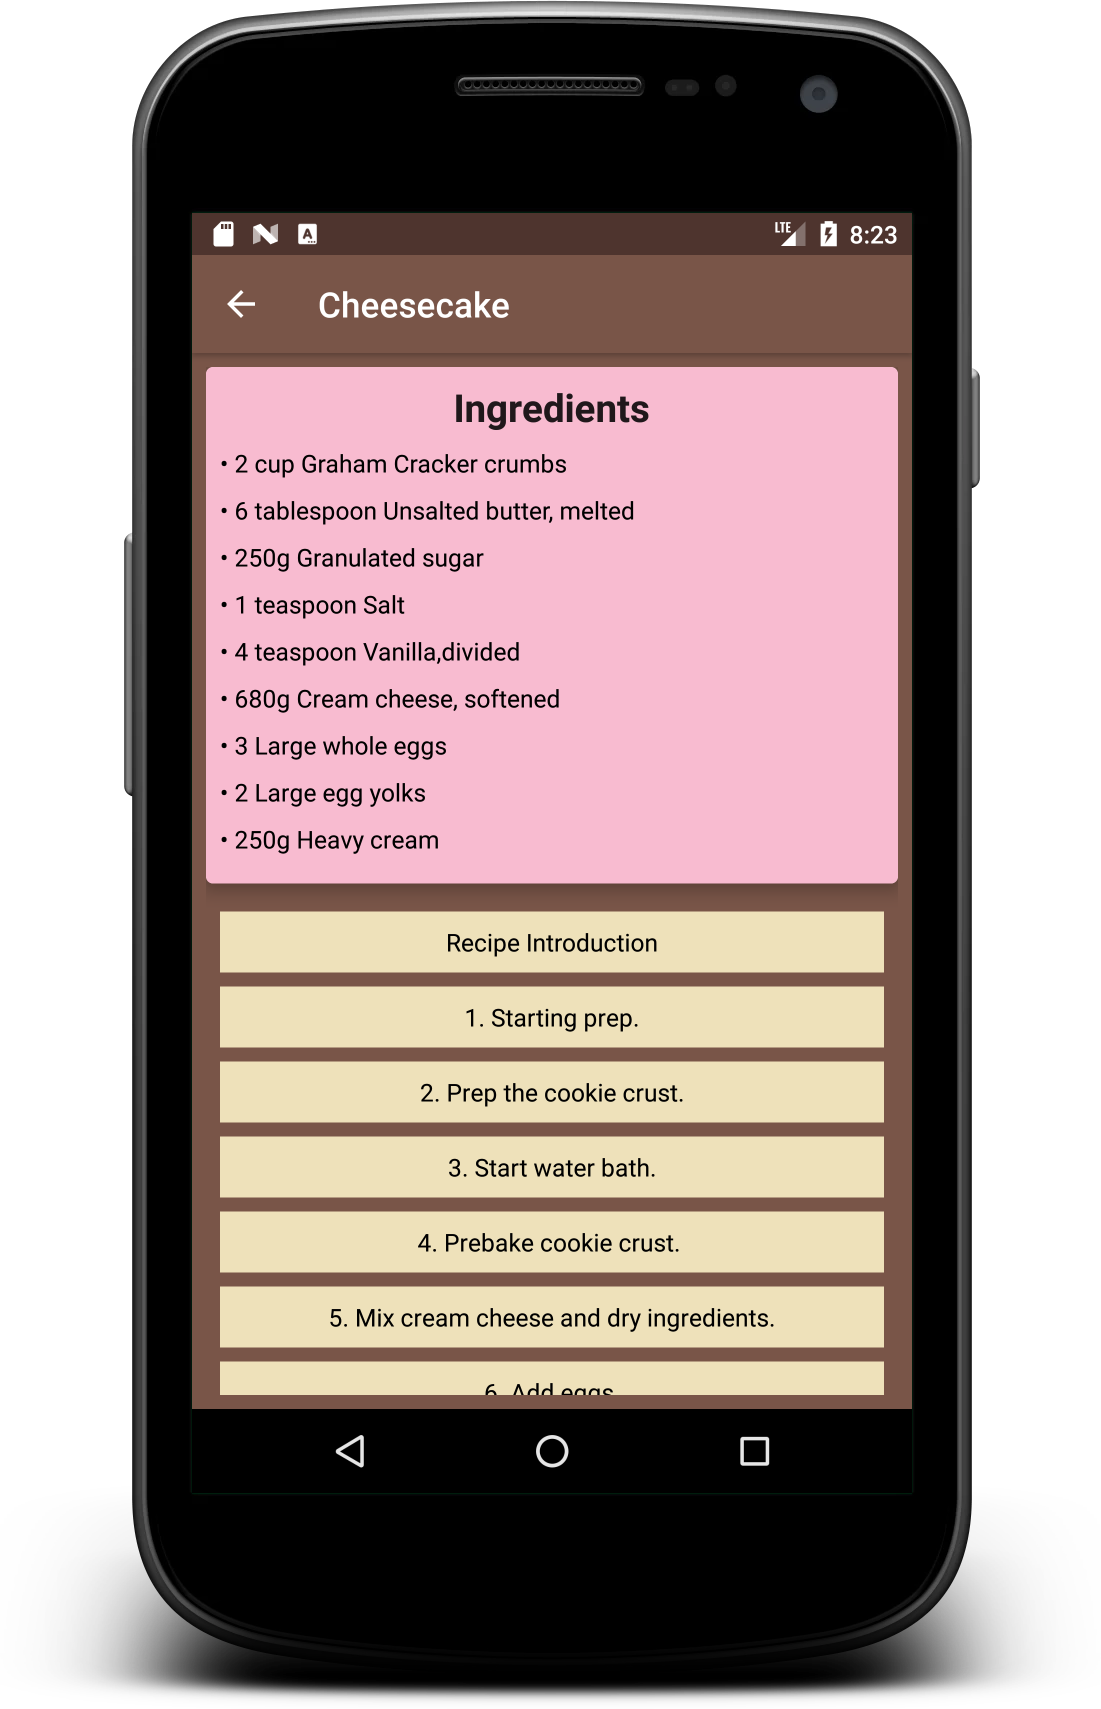 LTE 8:23
Cheesecake
Ingredients
• 2 cup Graham Cracker crumbs
• 6 tablespoon Unsalted butter, melted
• 250g Granulated sugar
• 1 teaspoon Salt
• 4 teaspoon Vanilla,divided
• 680g Cream cheese, softened
• 3 Large whole eggs
• 2 Large egg yolks
• 250g Heavy cream
Recipe Introduction
1. Starting prep.
2. Prep the cookie crust.
3. Start water bath.
4. Prebake cookie crust.
5. Mix cream cheese and dry ingredients.
6. Add eggs